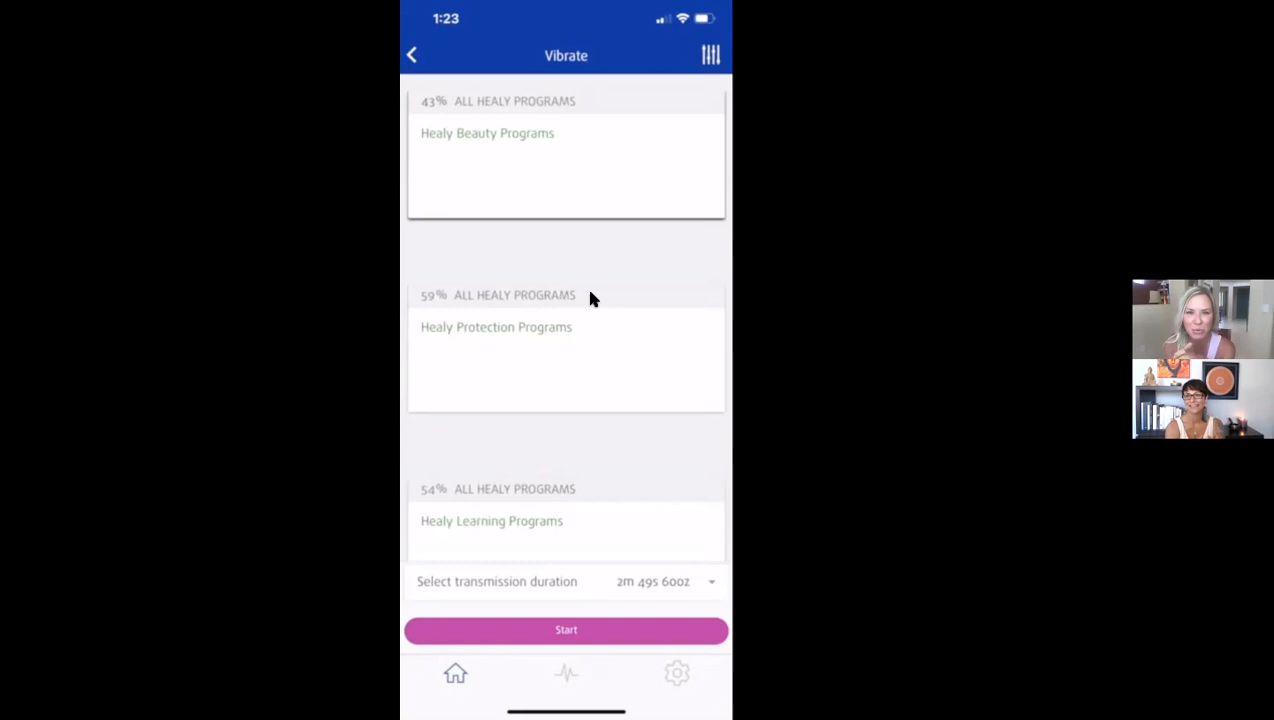 1:23
Vibrate
43% ALL HEALY PROGRAMS
Healy Beauty Programs
59% ALL HEALY PROGRAMS
Healy Protection Programs
54% ALL HEALY PROGRAMS
Healy Learning Programs
Select transmission duration 2m 49s 600z
Start